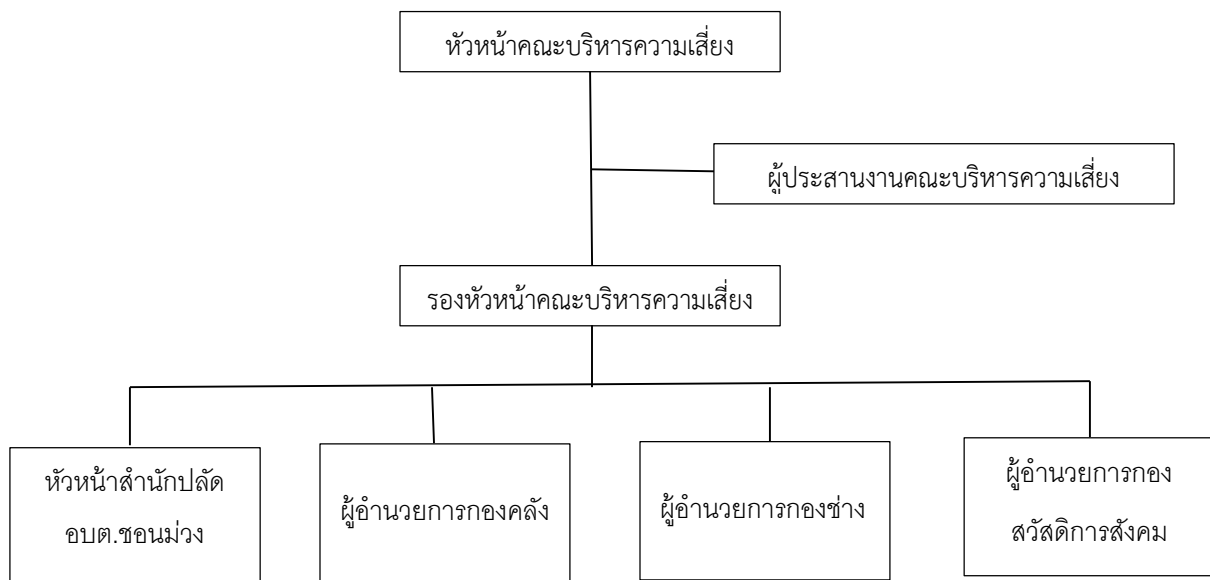 หัวหน้าคณะบริหารความเสี่ยง
ผู้ประสานงานคณะบริหารความเสี่ยง
รองหัวหน้าคณะบริหารความเสี่ยง
หัวหน้าสำนักปลัด
อบต.ชอนม่วง
ผู้อำนวยการกองคลัง
ผู้อำนวยการกองช่าง
ผู้อำนวยการกอง
สวัสดิการสังคม